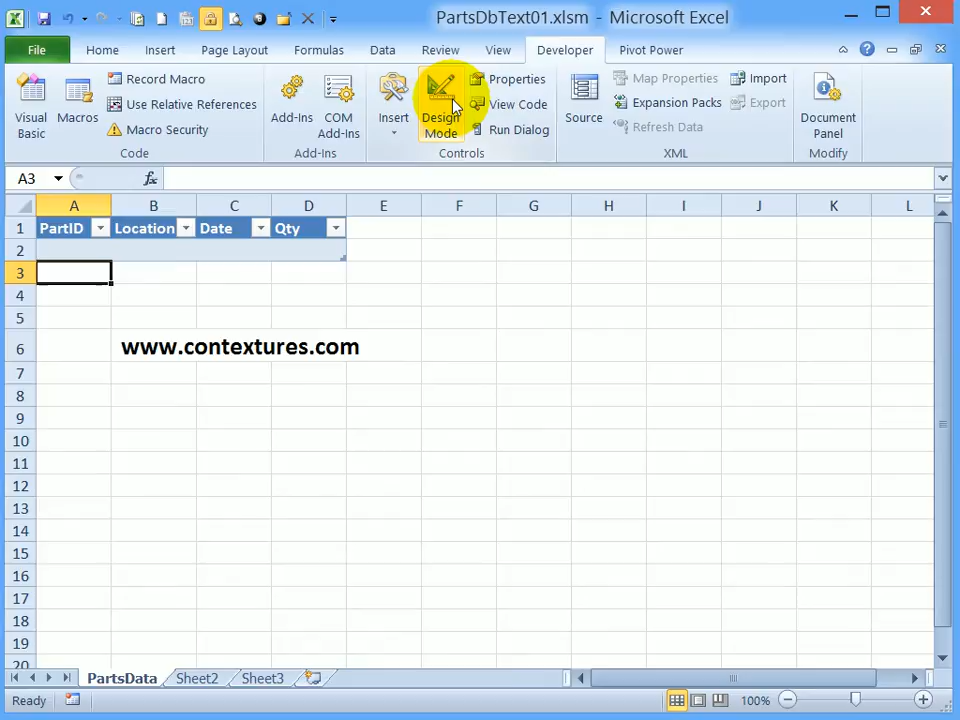 PartsDbText01.xlsm - Microsoft Excel
File Home Insert Page Layout Formulas Data Review View Developer Pivot Power
Visual Basic
Macros
Record Macro
Use Relative References
Macro Security
Code
Add-Ins
COM Add-Ins
Add-Ins
Insert
Design Mode
Properties
View Code
Run Dialog
Controls
Source
Map Properties
Expansion Packs
Refresh Data
Import
Export
XML
Document Panel
Modify
A3 fx
A B C D E F G H I J K L
1 PartID Location Date Qty
2
3
4
5
6 www.contextures.com
7
8
9
10
11
12
13
14
15
16
17
18
19
20
PartsData Sheet2 Sheet3
Ready 100%